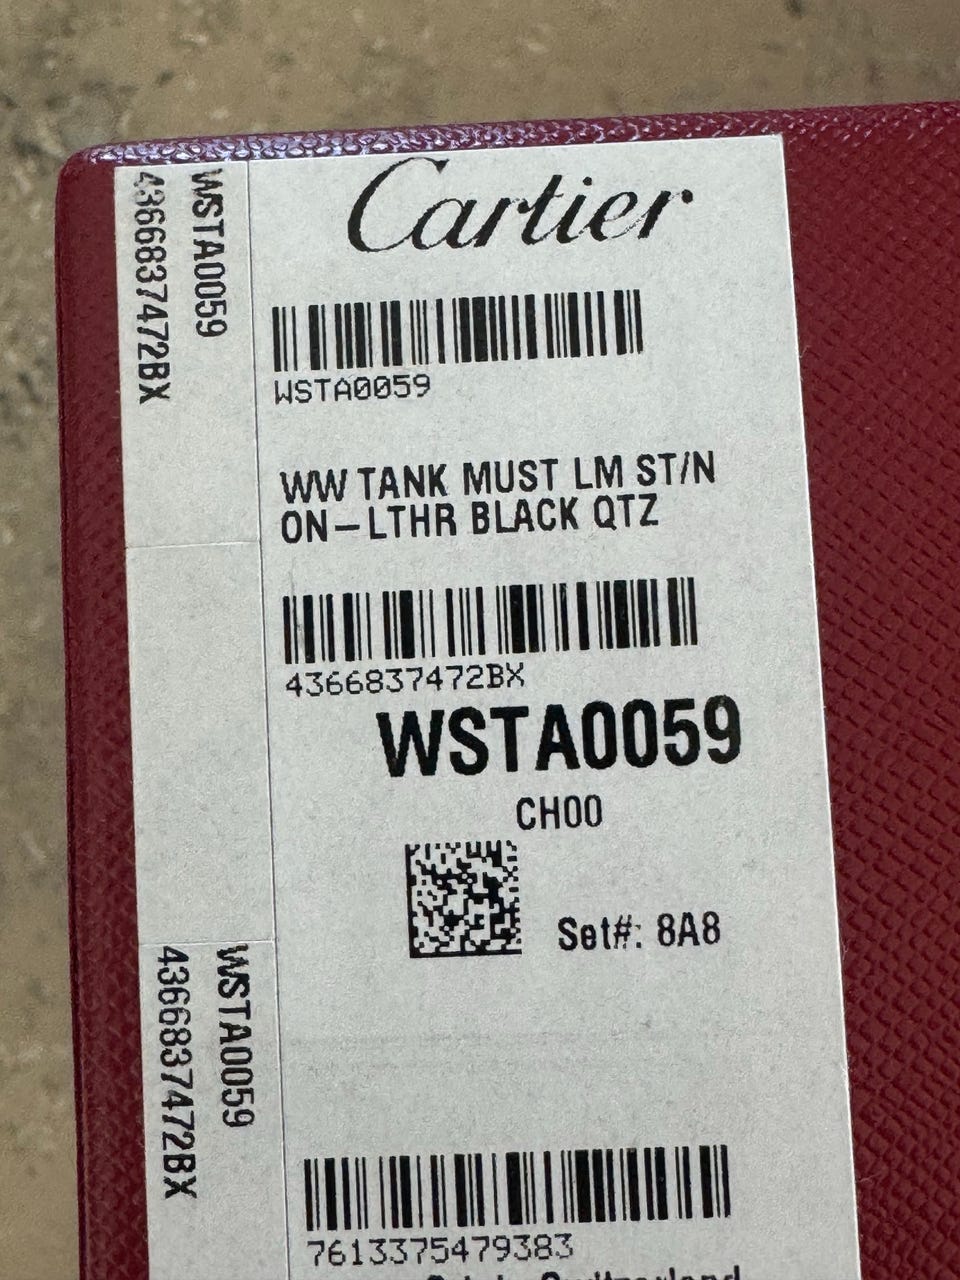 Cartier
WSTA0059
4366837472BX
WSTA0059
WW TANK MUST LM ST/N
ON-LTHR BLACK QTZ
4366837472BX
WSTA0059
CH00
Set#: 8A8
WSTA0059
4366837472BX
7613375479383
Switzerland